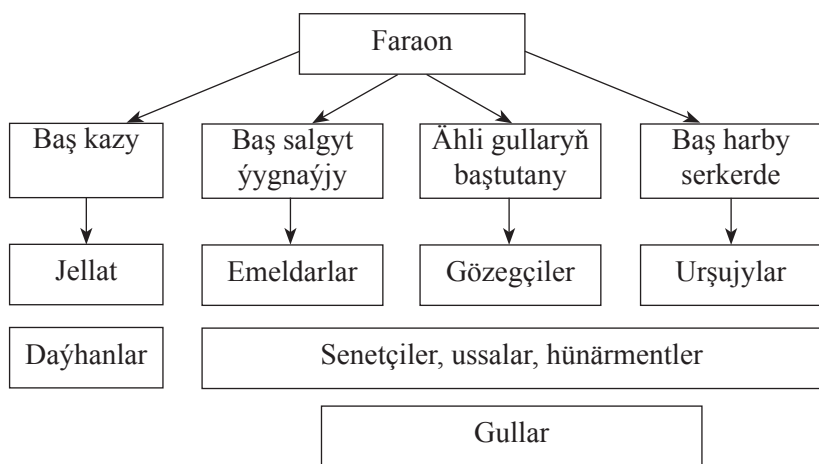 Faraon
Baş kazy
Baş salgyt
ýygnaýjy
Ähli gullaryň
baştutany
Baş harby
serkerde
Jellat
Emeldarlar
Gözegçiler
Urşujylar
Daýhanlar
Senetçiler, ussalar, hünärmentler
Gullar